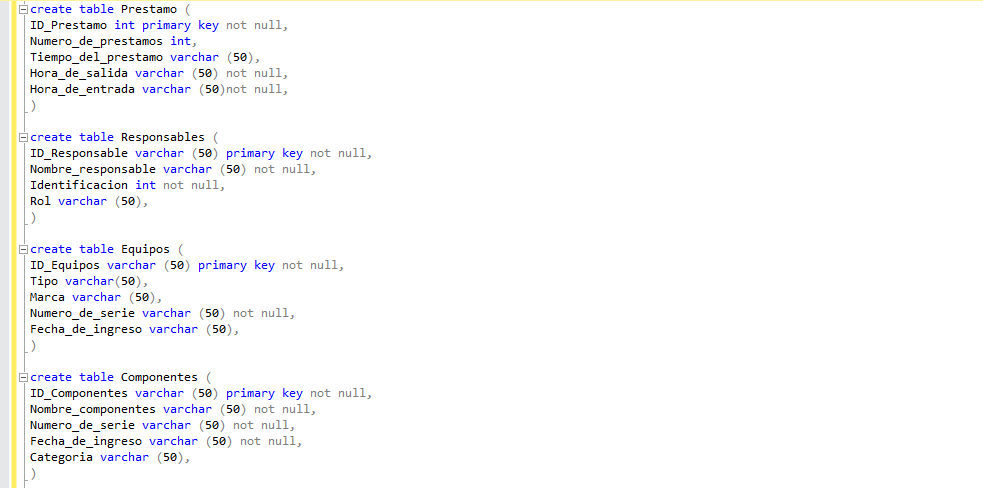 create table Prestamo (
ID_Prestamo int primary key not null,
Numero_de_prestamos int,
Tiempo_del_prestamo varchar (50),
Hora_de_salida varchar (50) not null,
Hora_de_entrada varchar (50)not null,
)
create table Responsables (
ID_Responsable varchar (50) primary key not null,
Nombre_responsable varchar (50) not null,
Identificacion int not null,
Rol varchar (50),
)
create table Equipos (
ID_Equipos varchar (50) primary key not null,
Tipo varchar(50),
Marca varchar (50),
Numero_de_serie varchar (50) not null,
Fecha_de_ingreso varchar (50),
)
create table Componentes (
ID_Componentes varchar (50) primary key not null,
Nombre_componentes varchar (50) not null,
Numero_de_serie varchar (50) not null,
Fecha_de_ingreso varchar (50) not null,
Categoria varchar (50),
)